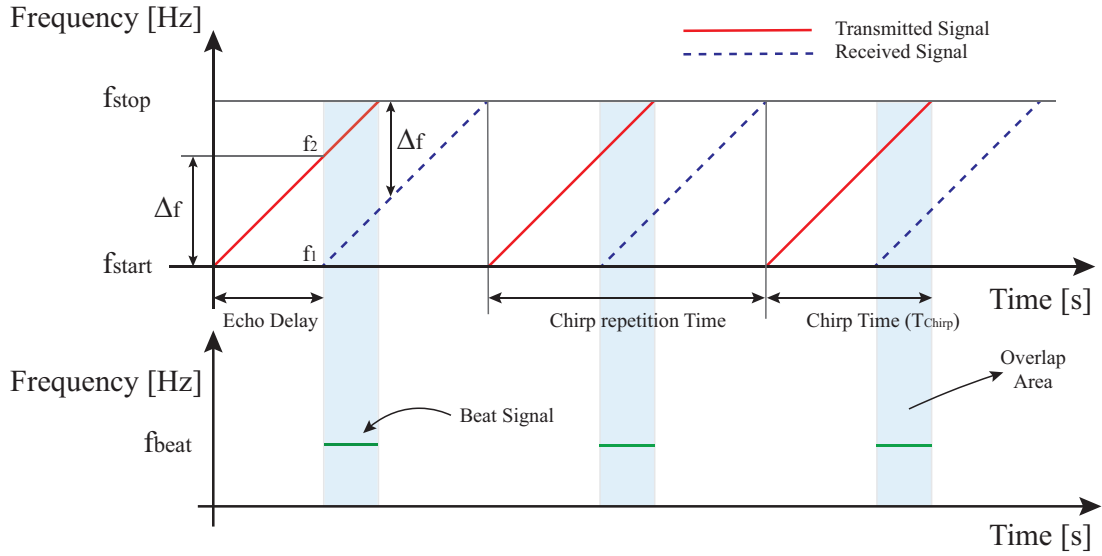 Frequency [Hz]
Transmitted Signal
Received Signal
fstop
f2
Δf
Δf
f1
fstart
Time [s]
Echo Delay
Chirp repetition Time
Chirp Time (TChirp)
Frequency [Hz]
Overlap
Area
Beat Signal
fbeat
Time [s]